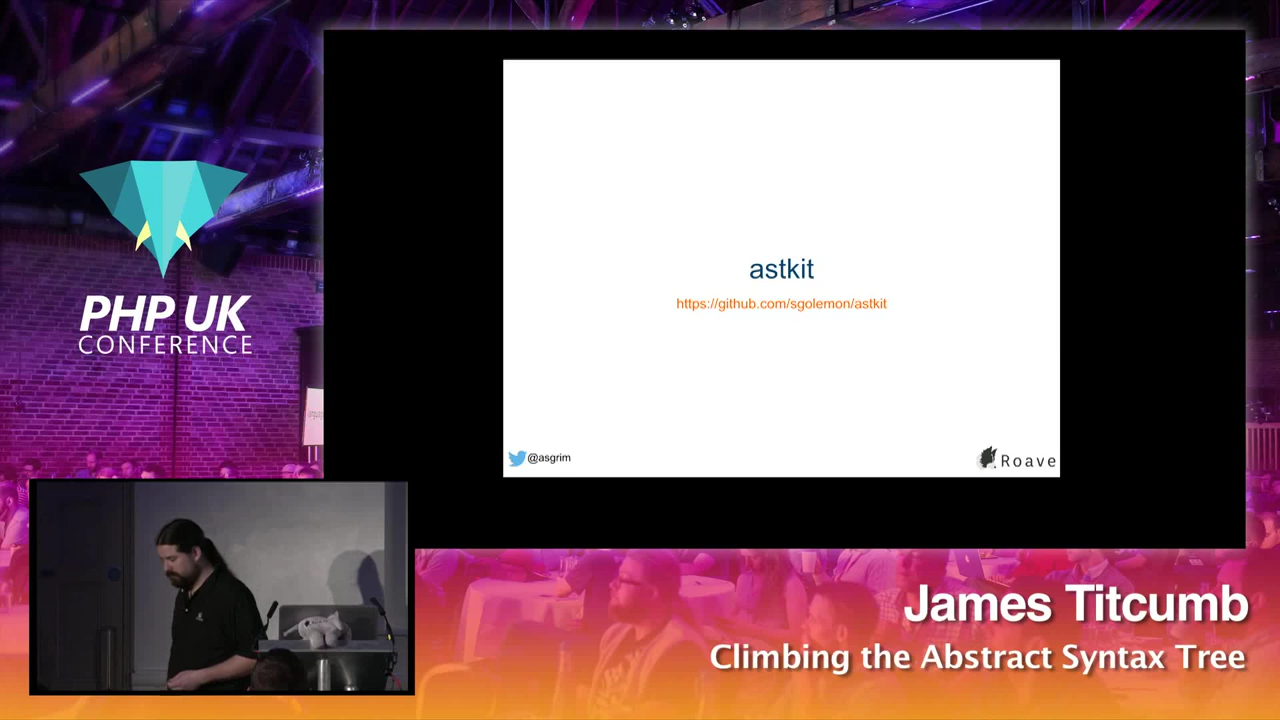 astkit
https://github.com/sgolemon/astkit
@asgrim
Roave
PHP UK
CONFERENCE
James Titcumb
Climbing the Abstract Syntax Tree